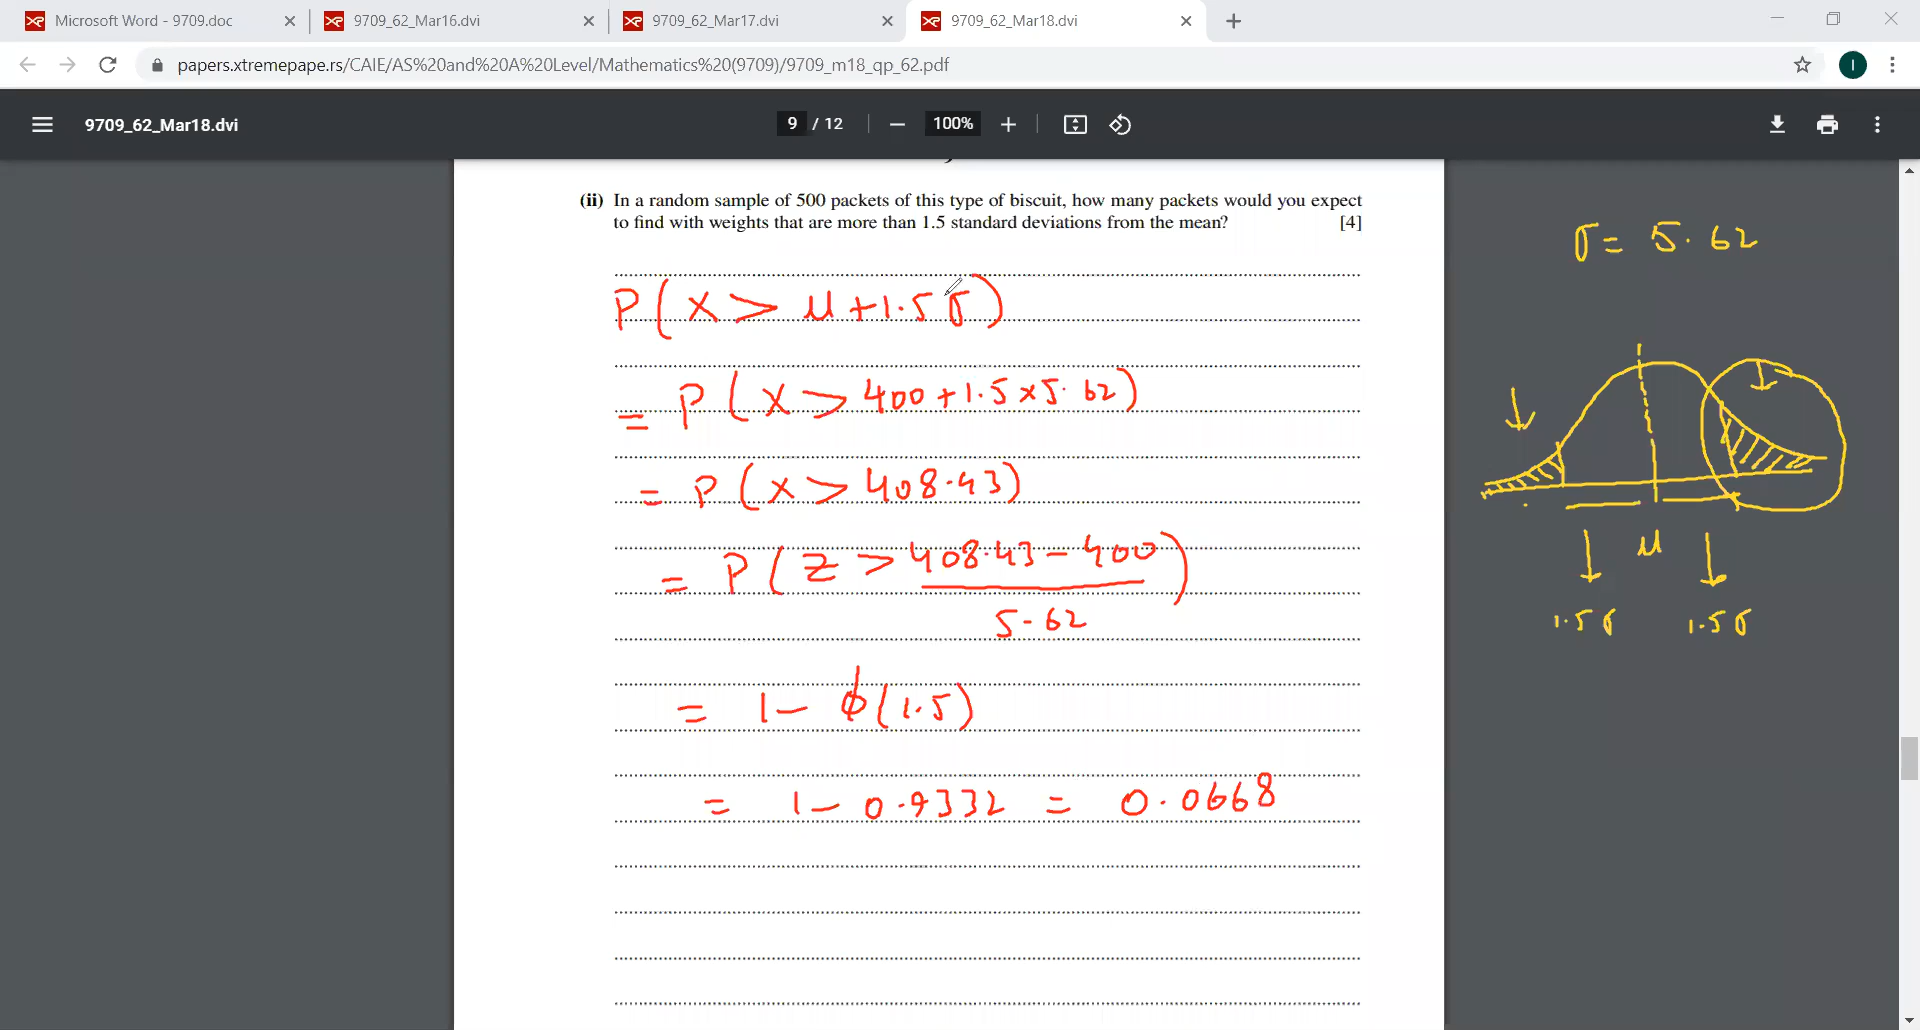 Microsoft Word - 9709.doc
9709_62_Mar16.dvi
9709_62_Mar17.dvi
9709_62_Mar18.dvi
papers.xtremepape.rs/CAIE/AS%20and%20A%20Level/Mathematics%20(9709)/9709_m18_qp_62.pdf
I
9709_62_Mar18.dvi
9 / 12
100%
(ii) In a random sample of 500 packets of this type of biscuit, how many packets would you expect
to find with weights that are more than 1.5 standard deviations from the mean? [4]
P(X > μ+1.5σ)
= P(X > 400+1.5×5.62)
= P(X > 408.43)
= P(Z > 408.43-400
5.62)
= 1-ϕ(1.5)
= 1-0.9332 = 0.0668
σ = 5.62
μ
1.5σ 1.5σ